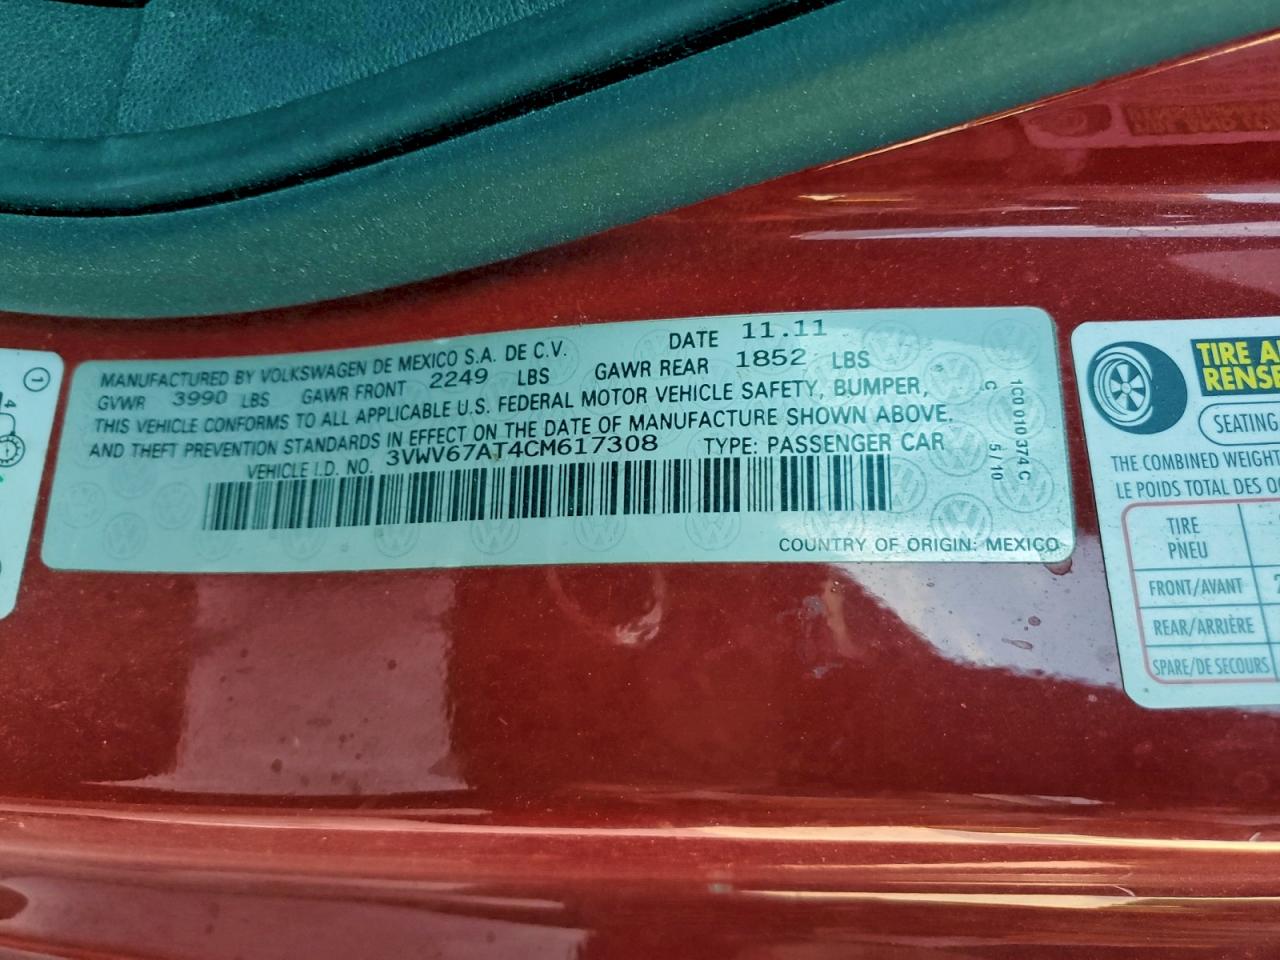 MANUFACTURED BY VOLKSWAGEN DE MEXICO S.A. DE C.V. DATE 11.11
GVWR 3990 LBS GAWR FRONT 2249 LBS GAWR REAR 1852 LBS
THIS VEHICLE CONFORMS TO ALL APPLICABLE U.S. FEDERAL MOTOR VEHICLE SAFETY, BUMPER,
AND THEFT PREVENTION STANDARDS IN EFFECT ON THE DATE OF MANUFACTURE SHOWN ABOVE.
VEHICLE I.D. NO. 3VWV67AT4CM617308 TYPE: PASSENGER CAR
COUNTRY OF ORIGIN: MEXICO
1C0 010 374 C
C 5/10
TIRE
RENSE
SEATING
THE COMBINED WEIGHT
LE POIDS TOTAL DES
TIRE
PNEU
FRONT/AVANT 2
REAR/ARRIÈRE
SPARE/DE SECOURS
1
4